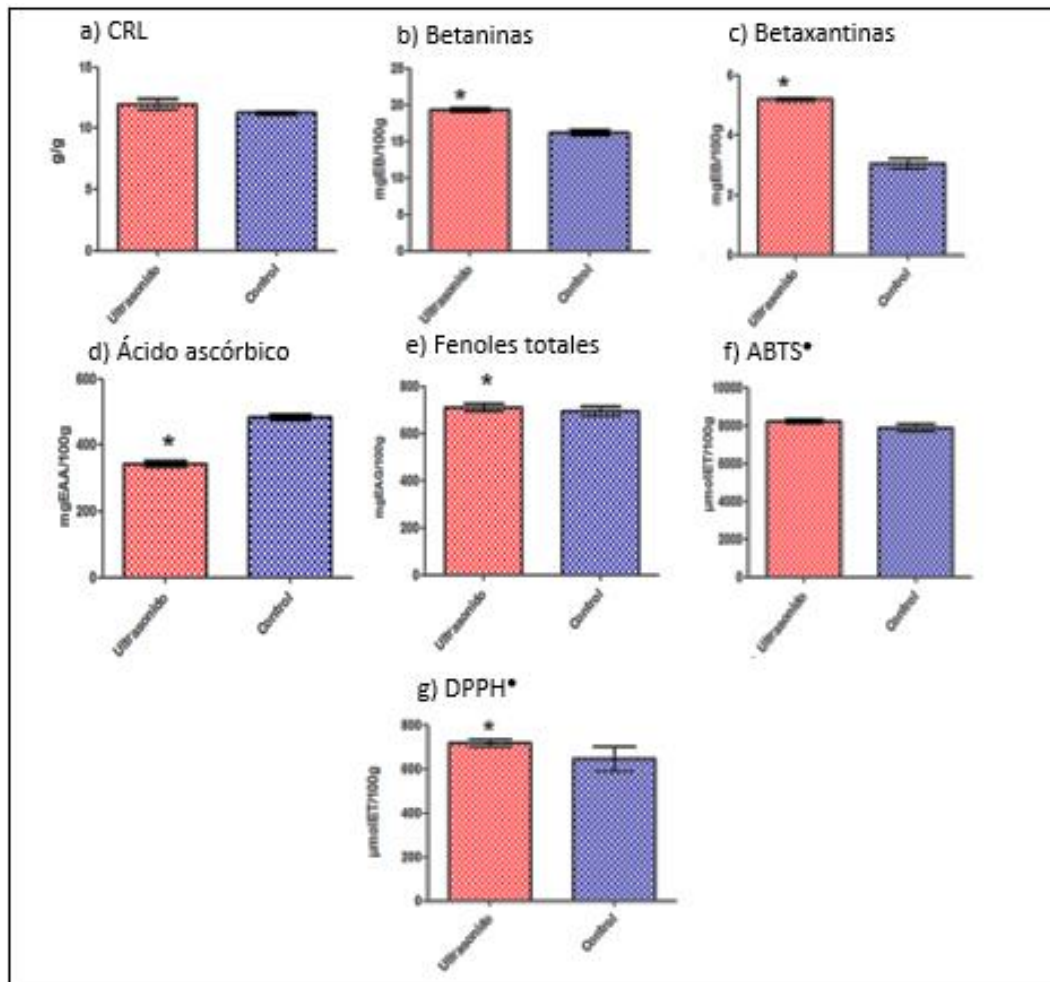 a) CRL
15
10
5
0
g/g
Ultrasonido
Control
b) Betaninas
25
20
15
10
5
0
mgEB/100g
*
Ultrasonido
Control
c) Betaxantinas
6
4
2
0
mgEB/100g
*
Ultrasonido
Control
d) Ácido ascórbico
600
400
200
0
mgEAA/100g
*
Ultrasonido
Control
e) Fenoles totales
800
600
400
200
0
mgEAG/100g
*
Ultrasonido
Control
f) ABTS•
10000
8000
6000
4000
2000
0
µmolET/100g
Ultrasonido
Control
g) DPPH•
800
600
400
200
0
µmolET/100g
*
Ultrasonido
Control